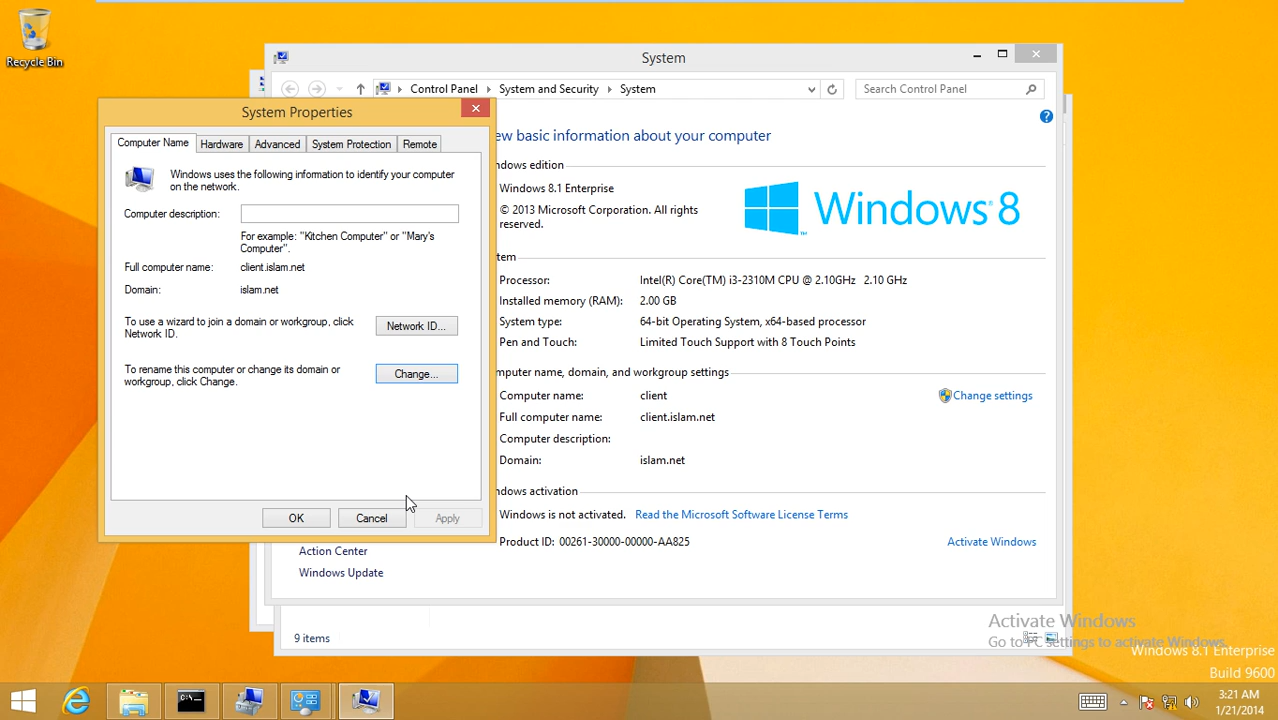 Recycle Bin
System
Control Panel
System and Security
System
Search Control Panel
System Properties
Computer Name
Hardware
Advanced
System Protection
Remote
Windows uses the following information to identify your computer
on the network.
Computer description:
For example: "Kitchen Computer" or "Mary's
Computer".
Full computer name: client.islam.net
Domain: islam.net
To use a wizard to join a domain or workgroup, click
Network ID.
Network ID...
To rename this computer or change its domain or
workgroup, click Change.
Change...
OK
Cancel
Apply
ew basic information about your computer
ndows edition
Windows 8.1 Enterprise
© 2013 Microsoft Corporation. All rights
reserved.
Windows 8
tem
Processor: Intel(R) Core(TM) i3-2310M CPU @ 2.10GHz 2.10 GHz
Installed memory (RAM): 2.00 GB
System type: 64-bit Operating System, x64-based processor
Pen and Touch: Limited Touch Support with 8 Touch Points
mputer name, domain, and workgroup settings
Computer name: client
Change settings
Full computer name: client.islam.net
Computer description:
Domain: islam.net
ndows activation
Windows is not activated. Read the Microsoft Software License Terms
Product ID: 00261-30000-00000-AA825
Activate Windows
Action Center
Windows Update
9 items
Activate Windows
Go to PC settings to activate Windows.
Windows 8.1 Enterprise
Build 9600
3:21 AM
1/21/2014